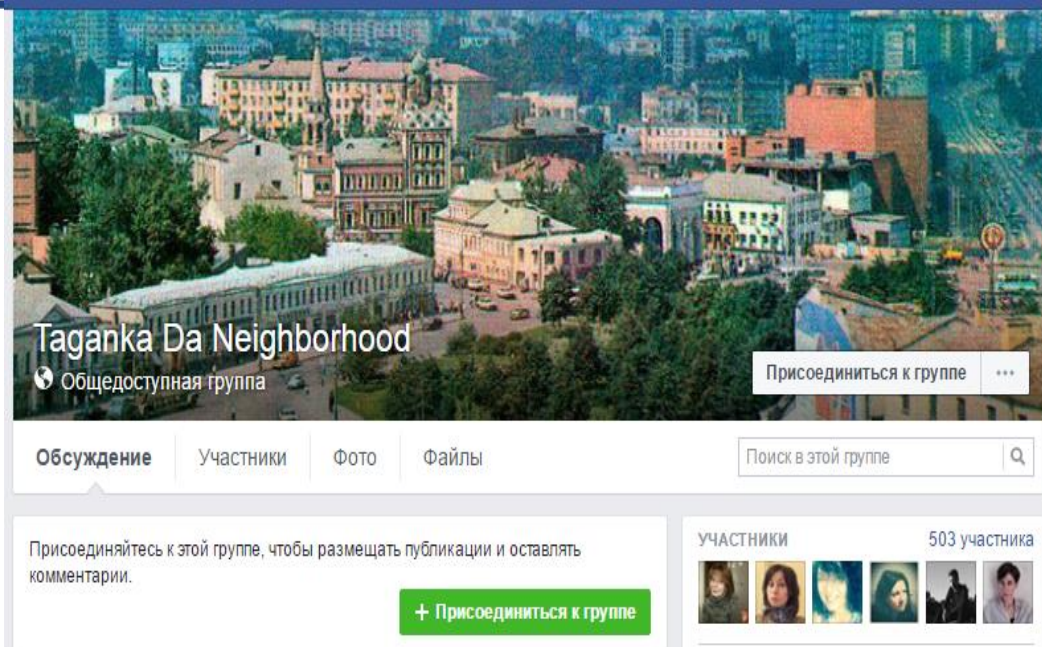 Taganka Da Neighborhood
Общедоступная группа
Присоединиться к группе
Обсуждение Участники Фото Файлы
Поиск в этой группе
Присоединяйтесь к этой группе, чтобы размещать публикации и оставлять
комментарии.
+ Присоединиться к группе
УЧАСТНИКИ 503 участника